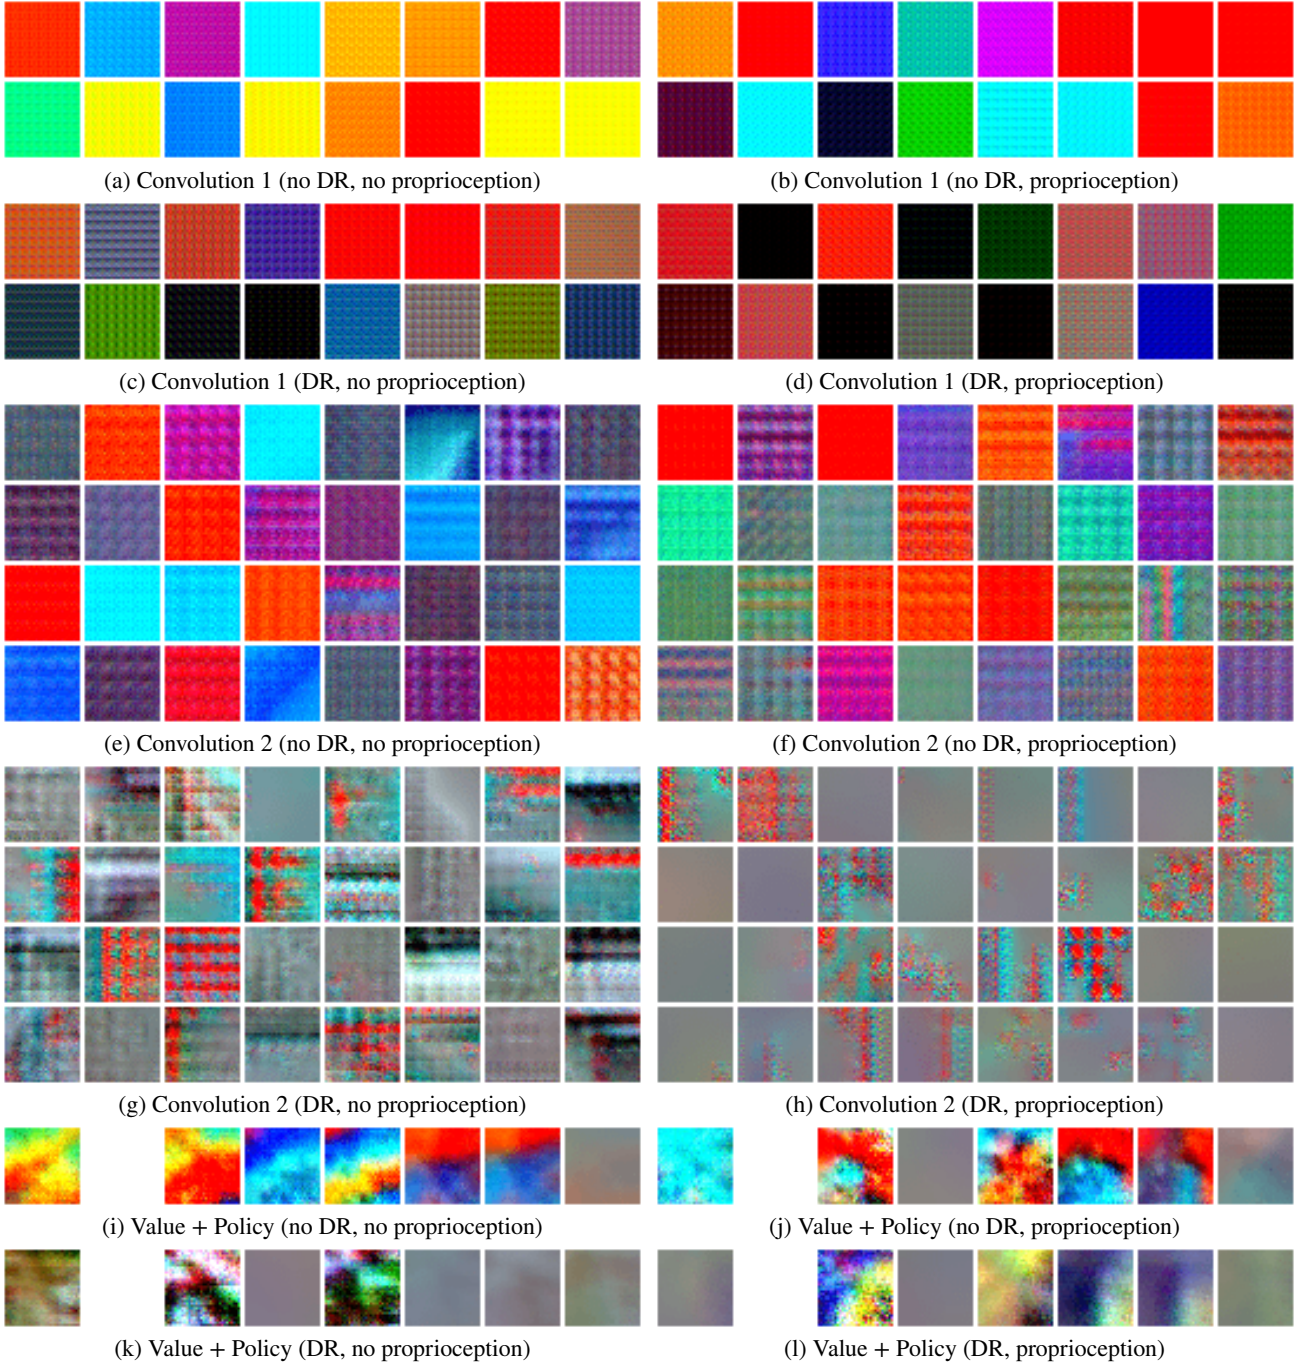 (a) Convolution 1 (no DR, no proprioception)
(b) Convolution 1 (no DR, proprioception)
(c) Convolution 1 (DR, no proprioception)
(d) Convolution 1 (DR, proprioception)
(e) Convolution 2 (no DR, no proprioception)
(f) Convolution 2 (no DR, proprioception)
(g) Convolution 2 (DR, no proprioception)
(h) Convolution 2 (DR, proprioception)
(i) Value + Policy (no DR, no proprioception)
(j) Value + Policy (no DR, proprioception)
(k) Value + Policy (DR, no proprioception)
(l) Value + Policy (DR, proprioception)